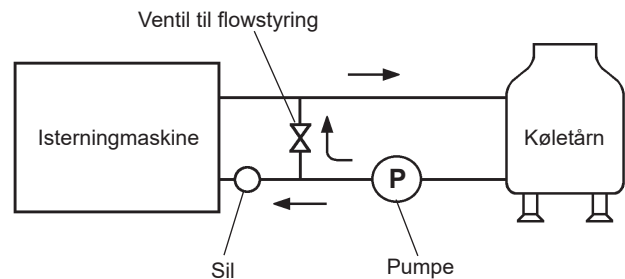 Ventil til flowstyring
Isterningmaskine
Køletårn
P
Sil
Pumpe